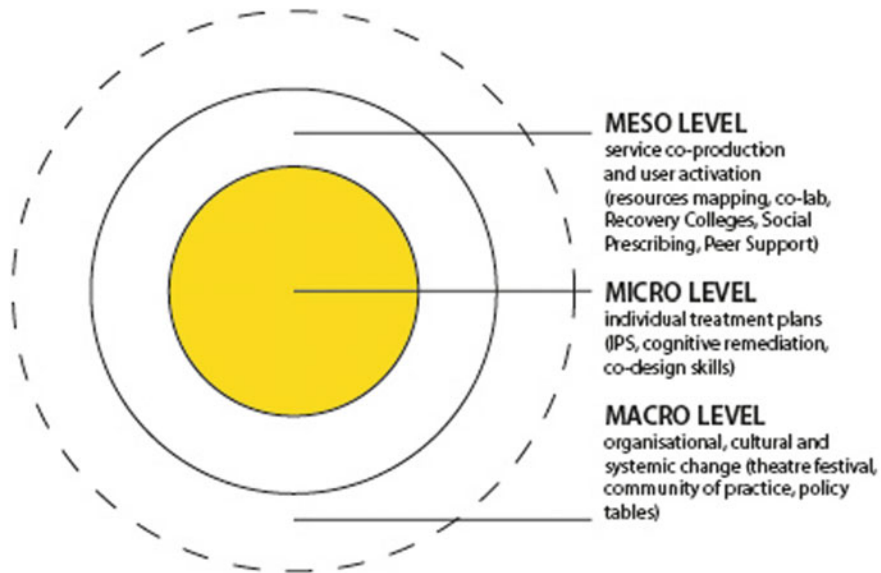 MESO LEVEL
service co-production
and user activation
(resources mapping, co-lab,
Recovery Colleges, Social
Prescribing, Peer Support)
MICRO LEVEL
individual treatment plans
(IPS, cognitive remediation,
co-design skills)
MACRO LEVEL
organisational, cultural and
systemic change (theatre festival,
community of practice, policy
tables)